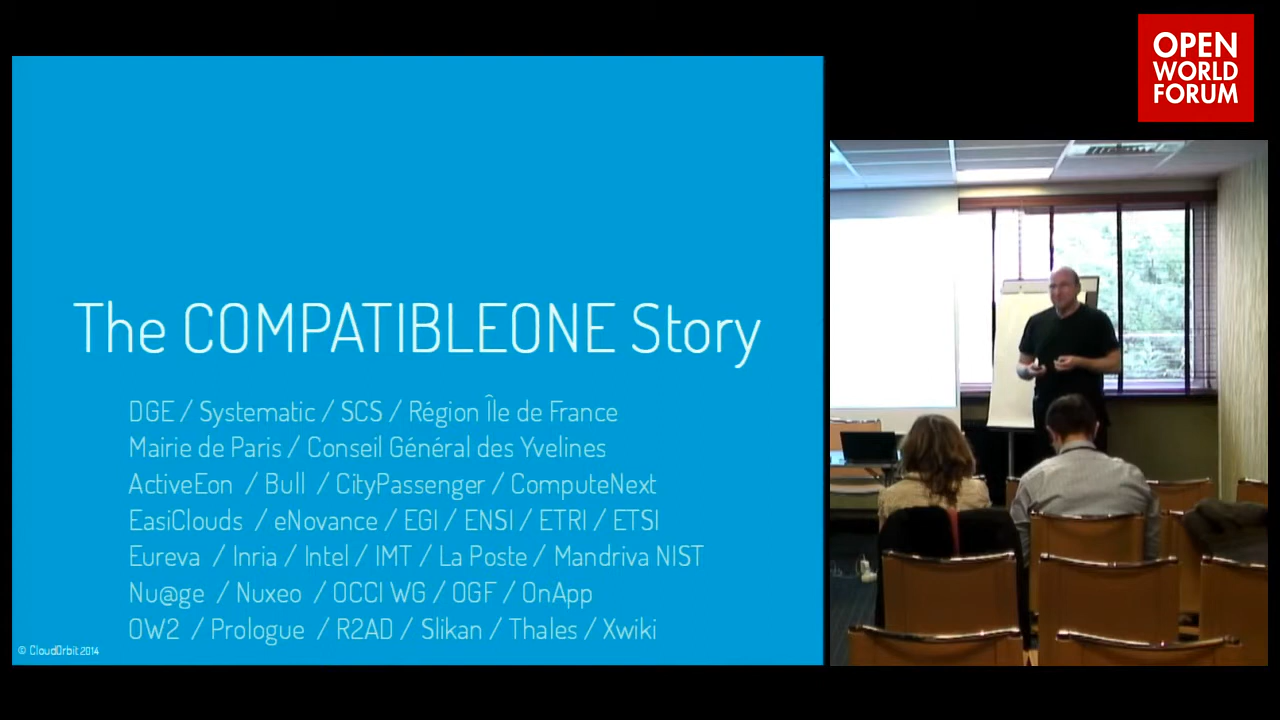 OPEN
WORLD
FORUM
The COMPATIBLEONE Story
DGE / Systematic / SCS / Région Île de France
Mairie de Paris / Conseil Général des Yvelines
ActiveEon / Bull / CityPassenger / ComputeNext
EasiClouds / eNovance / EGI / ENSI / ETRI / ETSI
Eureva / Inria / Intel / IMT / La Poste / Mandriva NIST
Nu@ge / Nuxeo / OCCI WG / OGF / OnApp
OW2 / Prologue / R2AD / Slikan / Thales / Xwiki
© CloudOrbit 2014